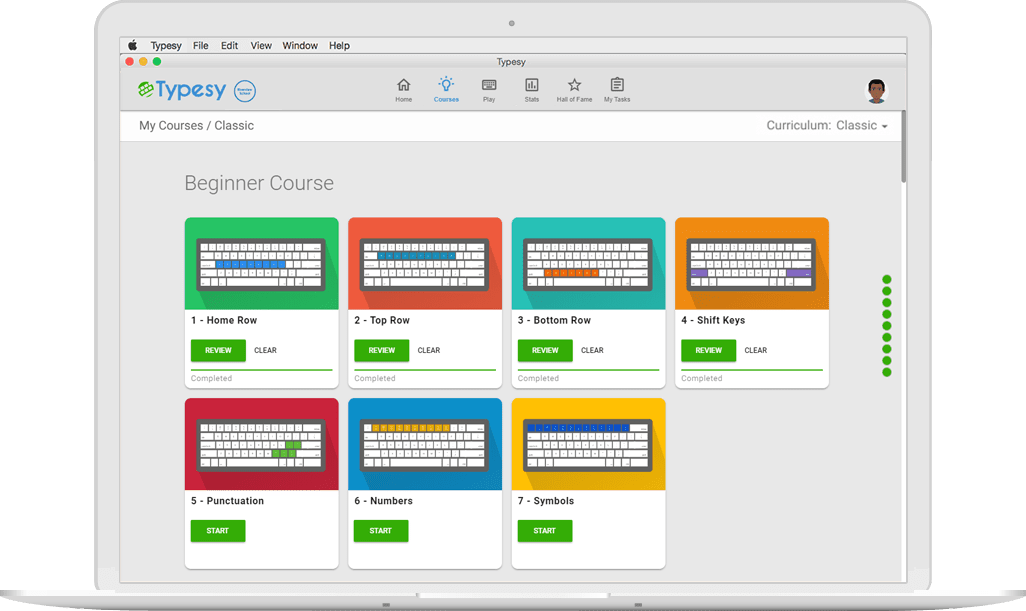 Typesy File Edit View Window Help
Typesy
Typesy
Home Courses Play Stats Hall of Fame My Tasks
My Courses / Classic Curriculum: Classic
Beginner Course
1 - Home Row 2 - Top Row 3 - Bottom Row 4 - Shift Keys
REVIEW CLEAR REVIEW CLEAR REVIEW CLEAR REVIEW CLEAR
Completed Completed Completed Completed
5 - Punctuation 6 - Numbers 7 - Symbols
START START START